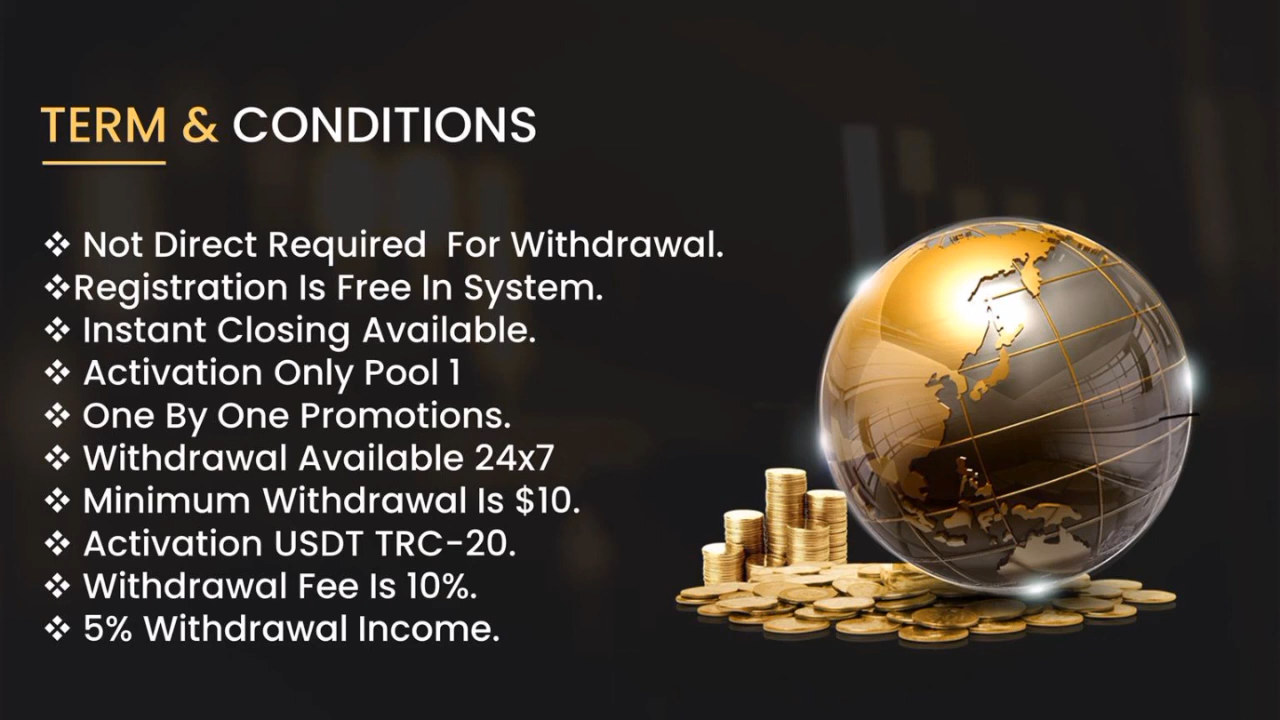 TERM & CONDITIONS
❖ Not Direct Required For Withdrawal.
❖Registration Is Free In System.
❖ Instant Closing Available.
❖ Activation Only Pool 1
❖ One By One Promotions.
❖ Withdrawal Available 24x7
❖ Minimum Withdrawal Is $10.
❖ Activation USDT TRC-20.
❖ Withdrawal Fee Is 10%.
❖ 5% Withdrawal Income.